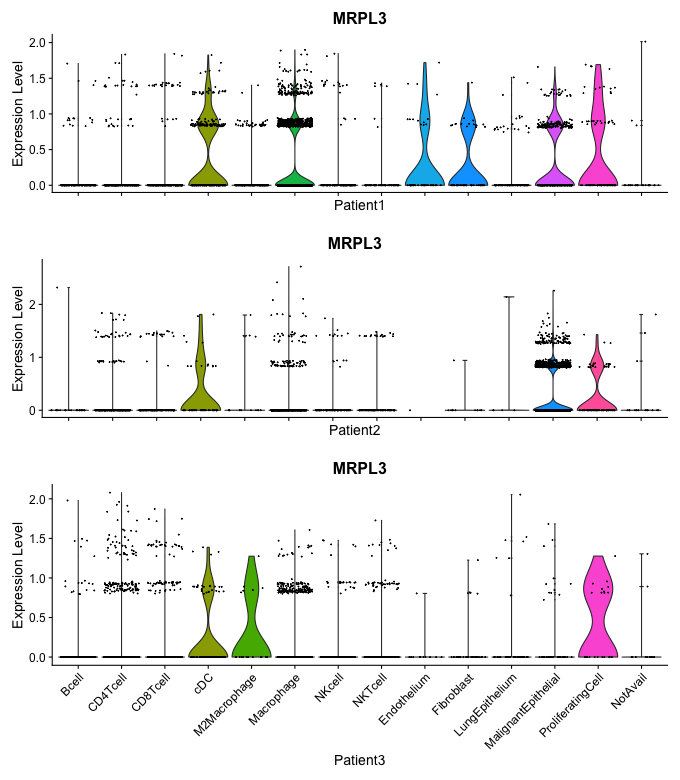 MRPL3
Expression Level
2.0
1.5
1.0
0.5
0.0
Patient1
MRPL3
Expression Level
2
1
0
Patient2
MRPL3
Expression Level
2.0
1.5
1.0
0.5
0.0
Bcell
CD4Tcell
CD8Tcell
cDC
M2Macrophage
Macrophage
NKcell
NKTcell
Endothelium
Fibroblast
LungEpithelium
MalignantEpithelial
ProliferatingCell
NotAvail
Patient3